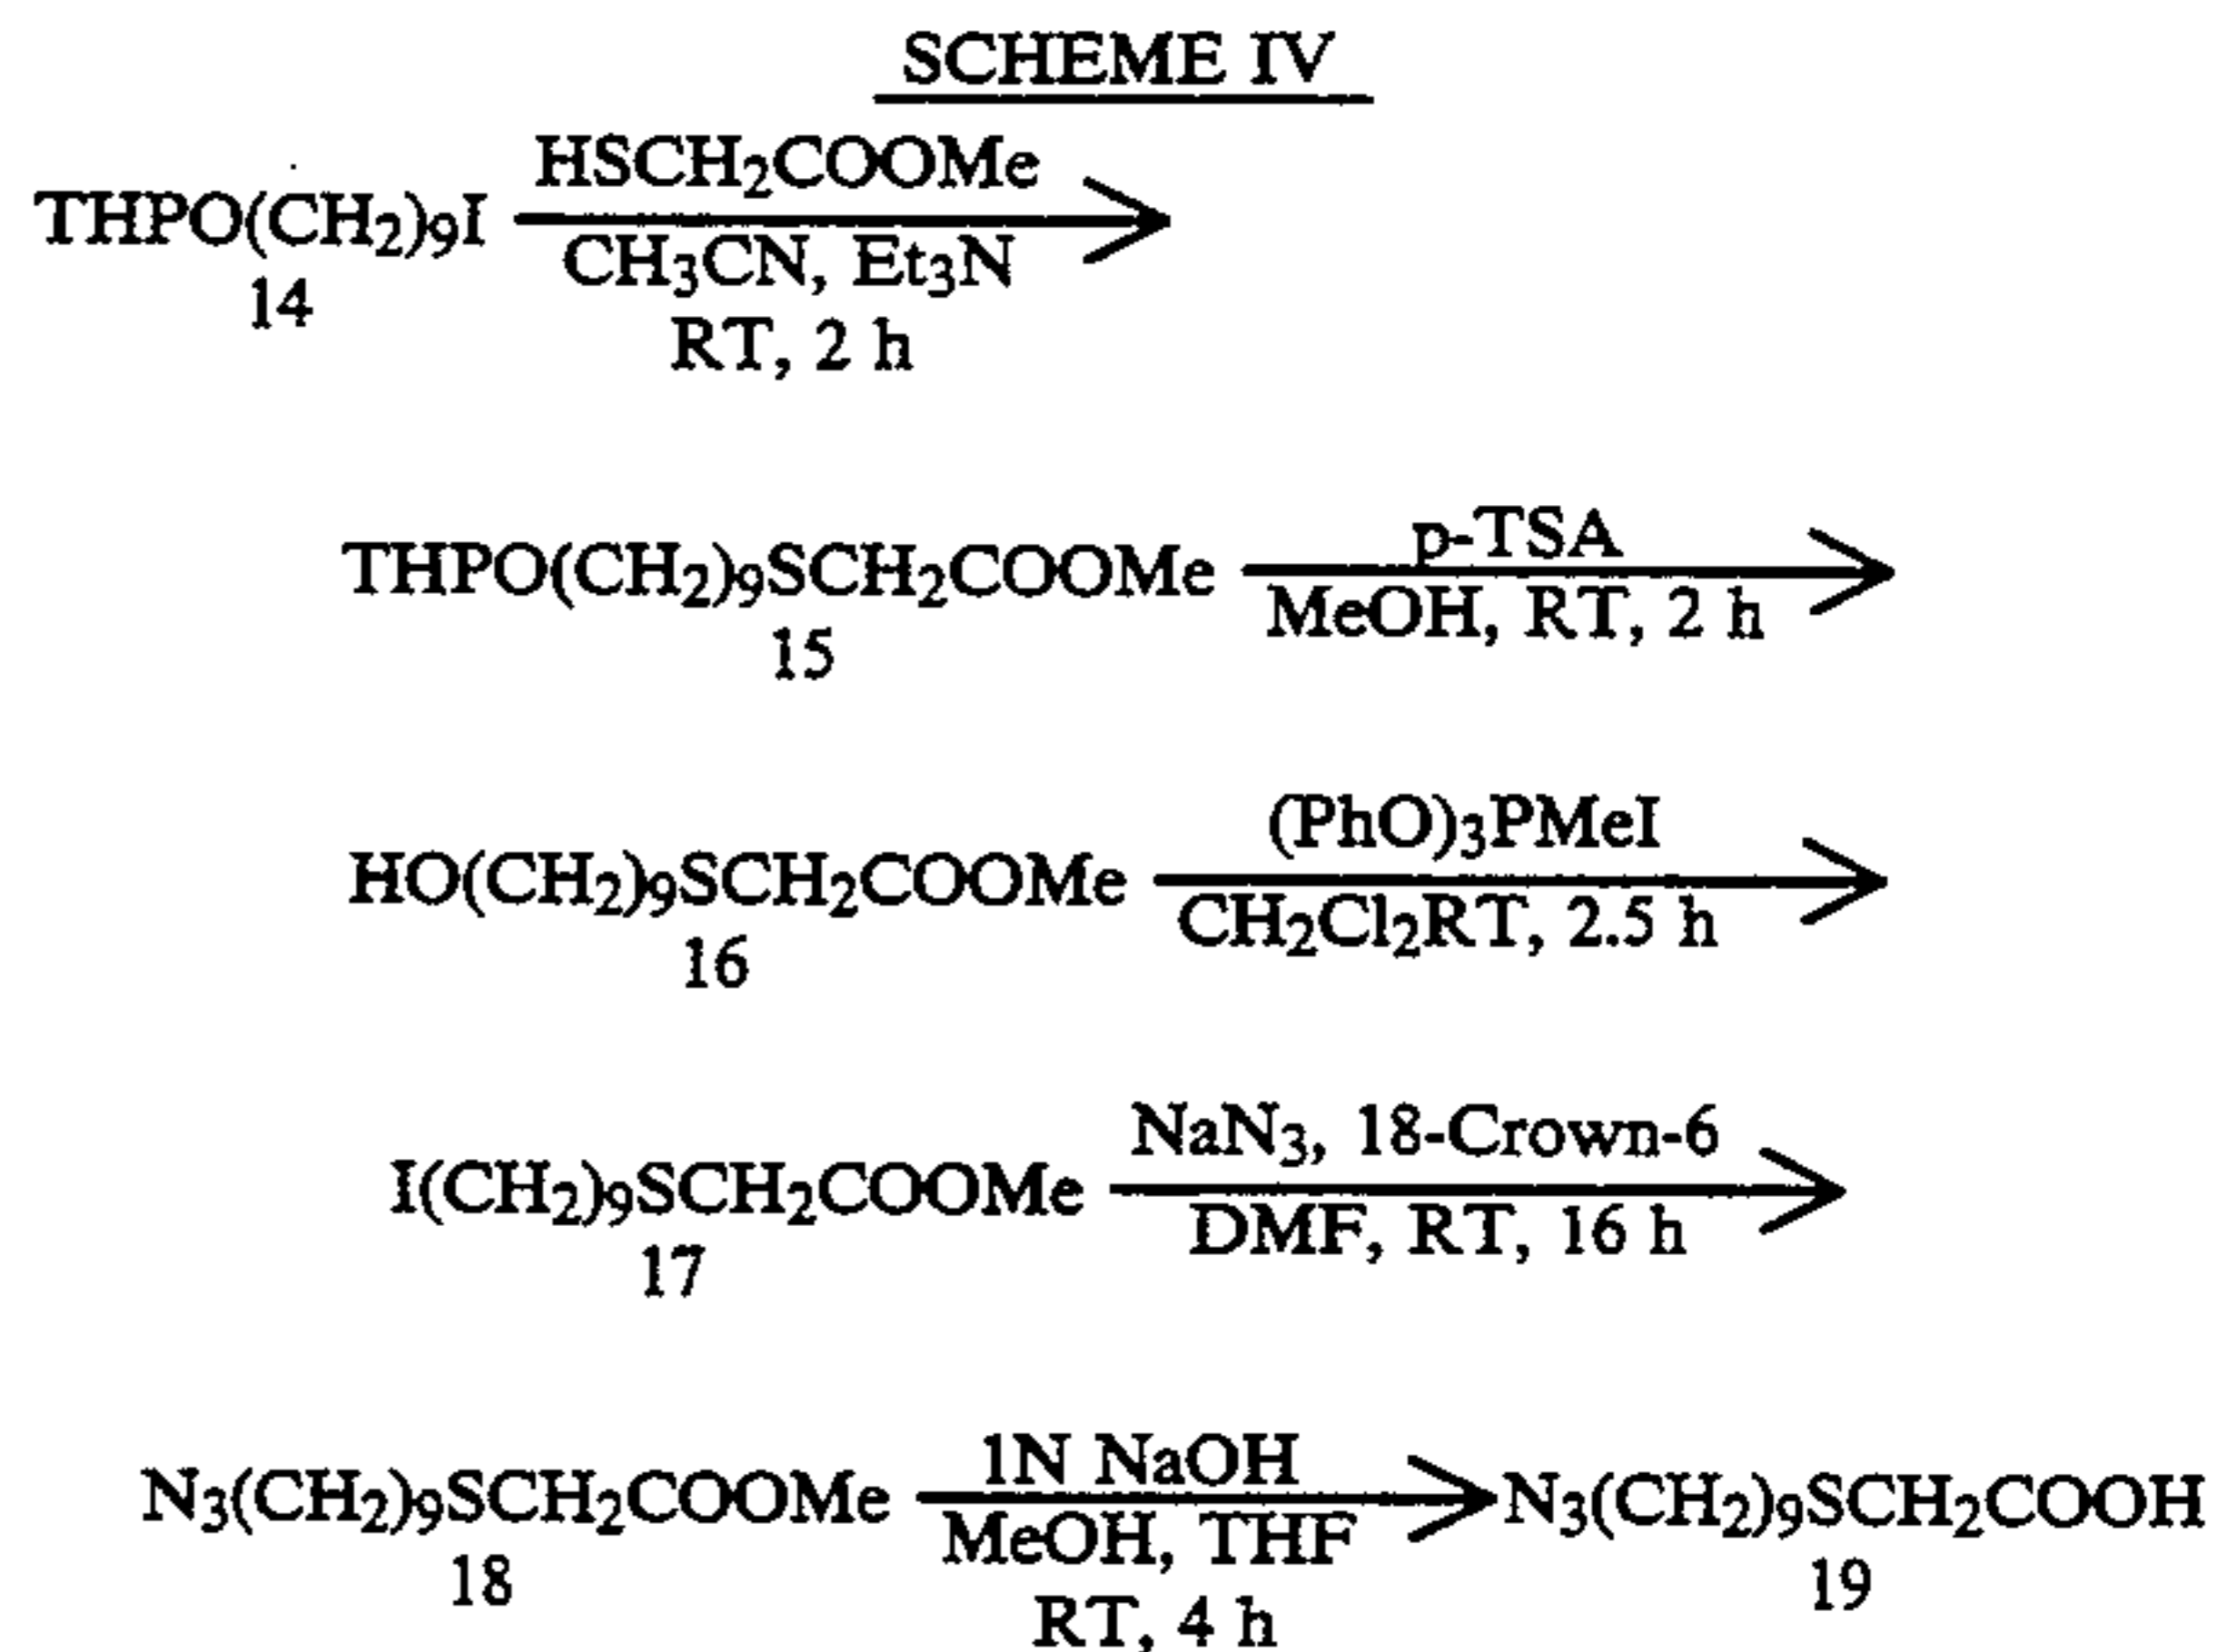 SCHEME IV
HSCH₂COOMe
THPO(CH₂)₉I
CH₃CN, Et₃N
14
RT, 2 h
p-TSA
THPO(CH₂)₉SCH₂COOMe
MeOH, RT, 2 h
15
(PhO)₃PMeI
HO(CH₂)₉SCH₂COOMe
CH₂Cl₂RT, 2.5 h
16
NaN₃, 18-Crown-6
I(CH₂)₉SCH₂COOMe
DMF, RT, 16 h
17
1N NaOH
N₃(CH₂)₉SCH₂COOMe N₃(CH₂)₉SCH₂COOH
MeOH, THF
18 19
RT, 4 h